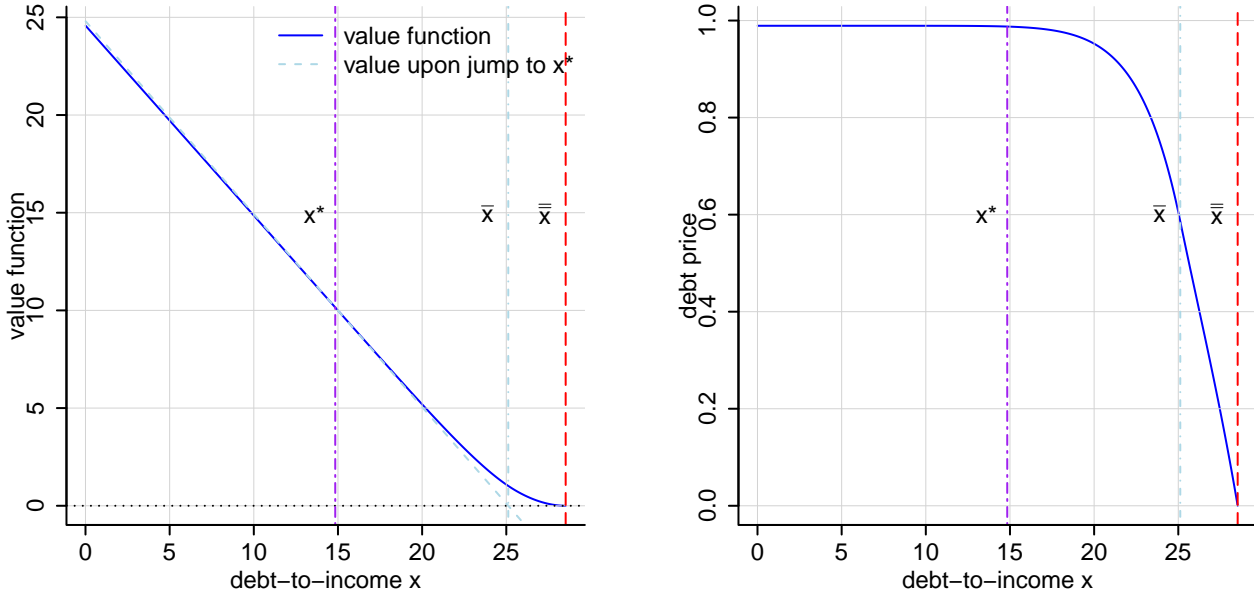 value function
value upon jump to x*
x*
x̅
x̿
value function
25
20
15
10
5
0
0 5 10 15 20 25
debt−to−income x
x*
x̅
x̿
debt price
1.0
0.8
0.6
0.4
0.2
0.0
0 5 10 15 20 25
debt−to−income x